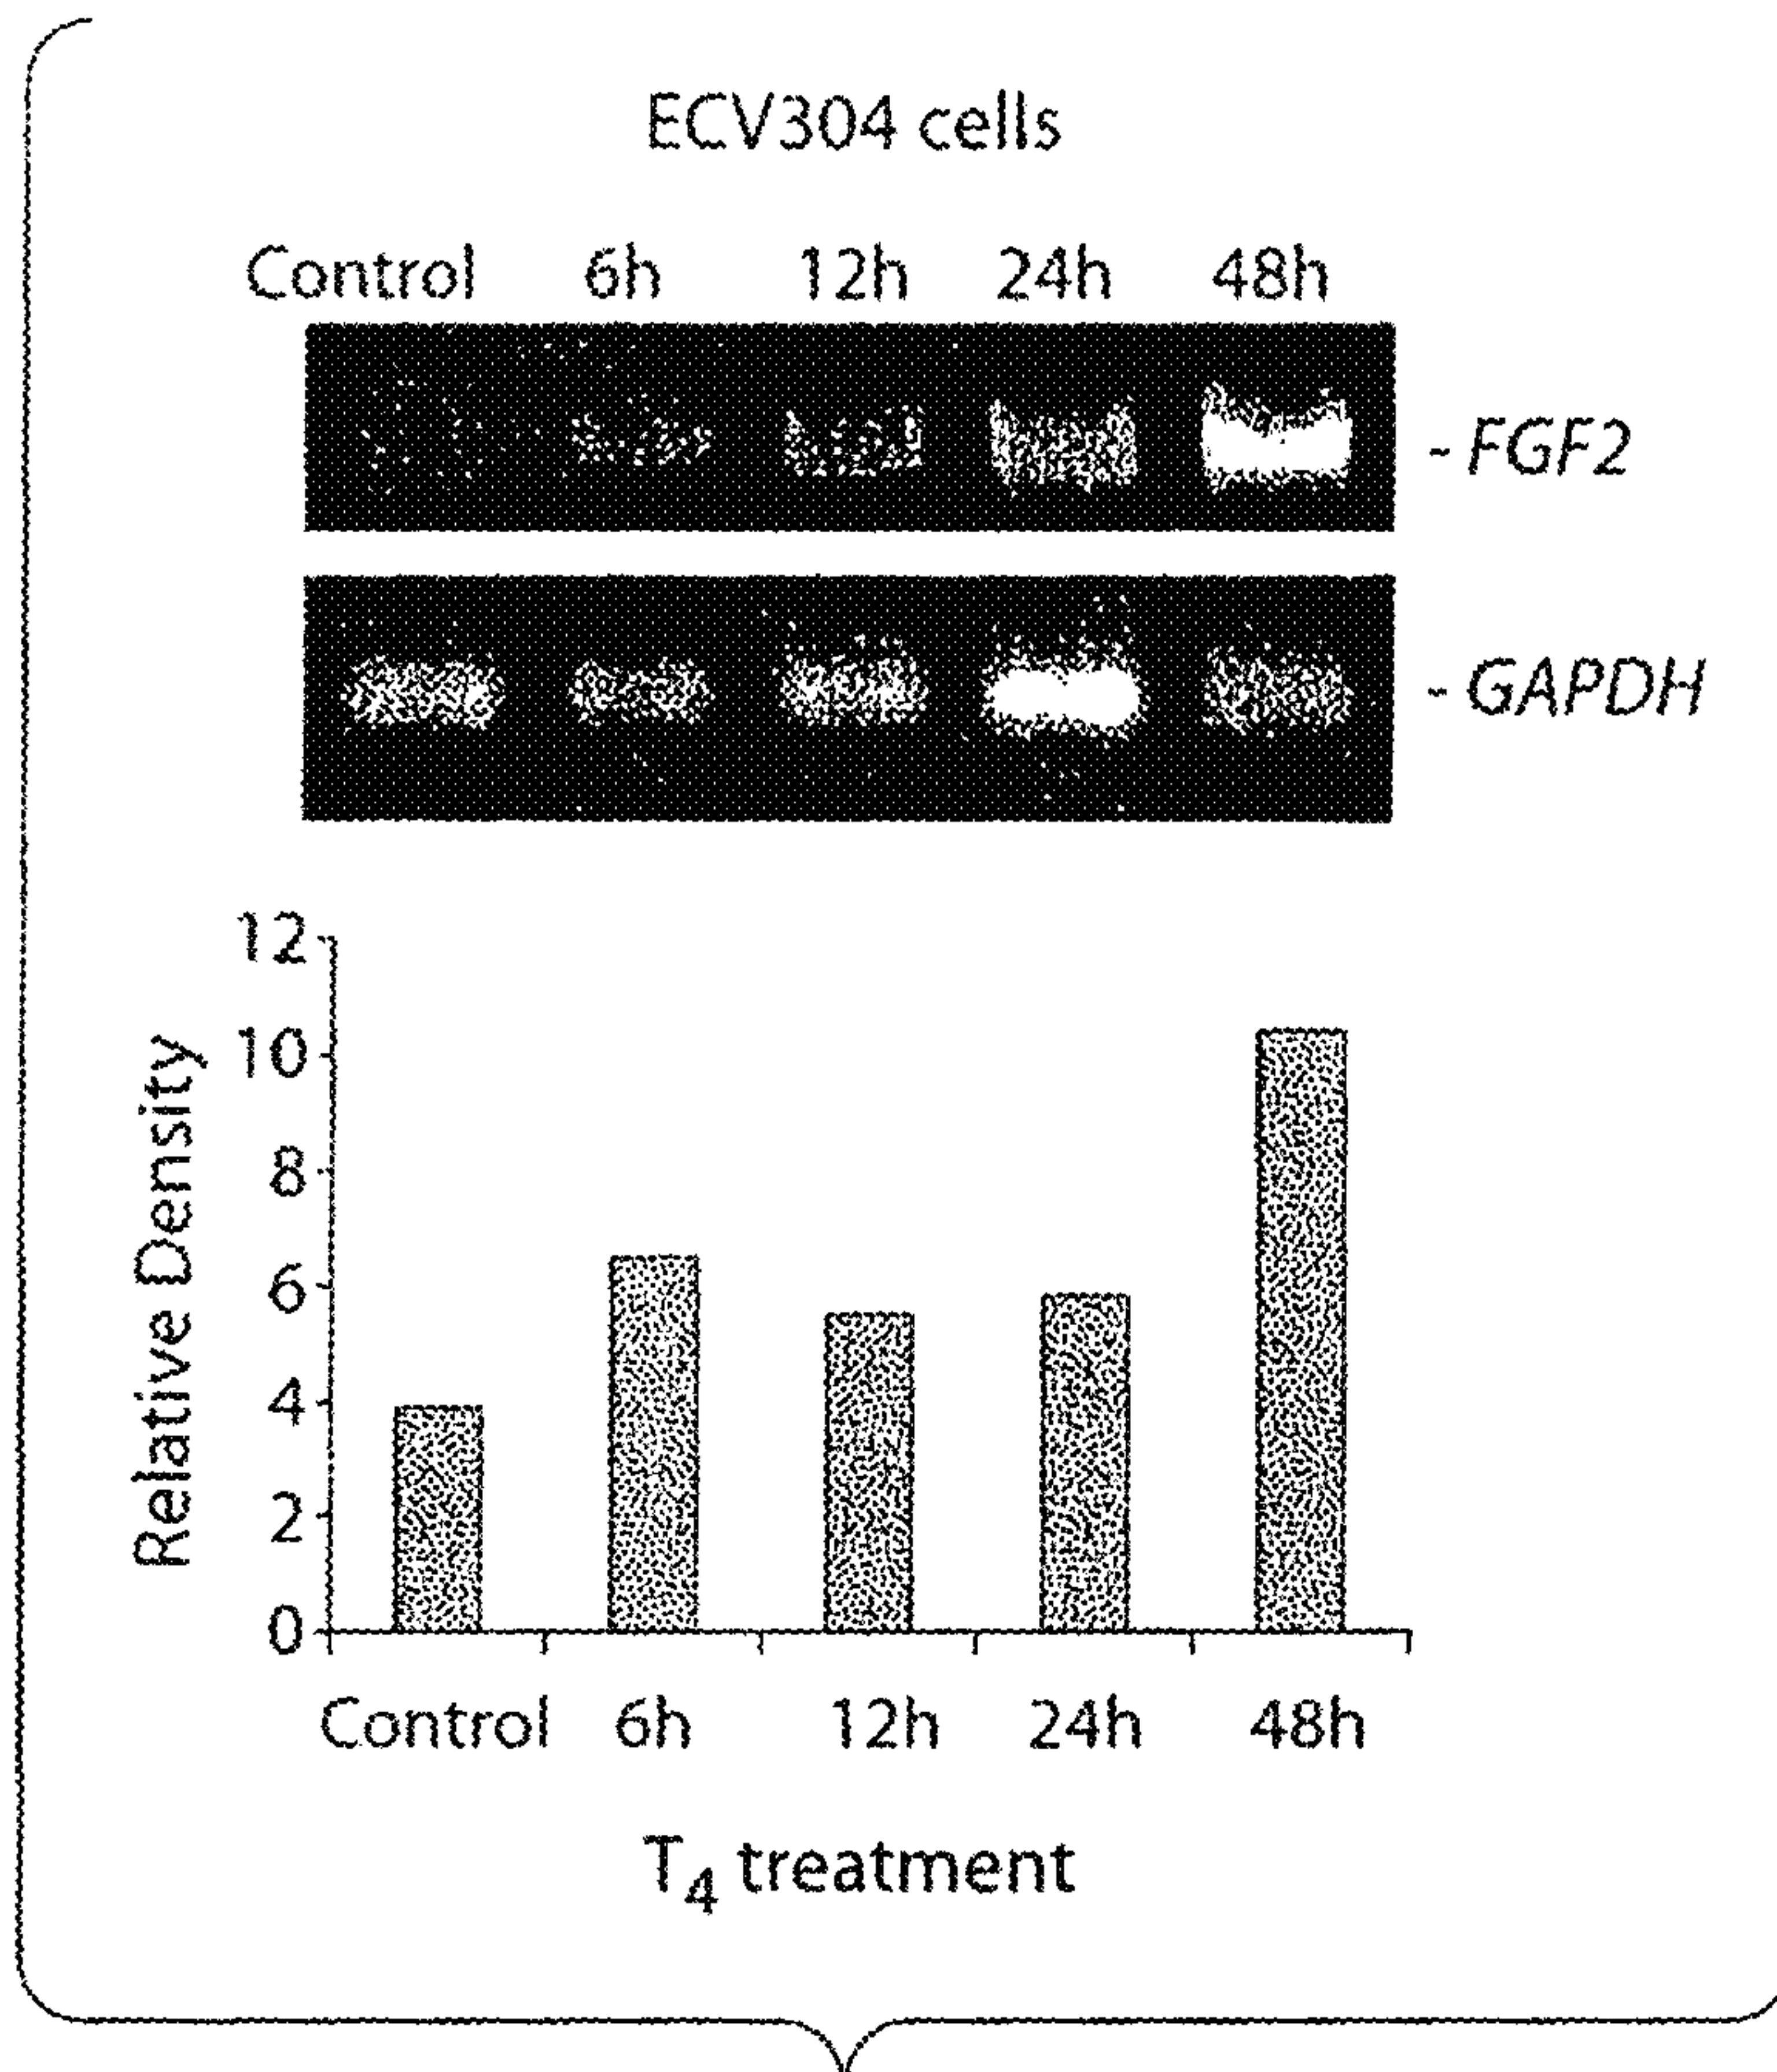 ECV304 cells
Control 6h 12h 24h 48h
- FGF2
- GAPDH
12
10
8
6
4
2
0
Relative Density
Control 6h 12h 24h 48h
T₄ treatment